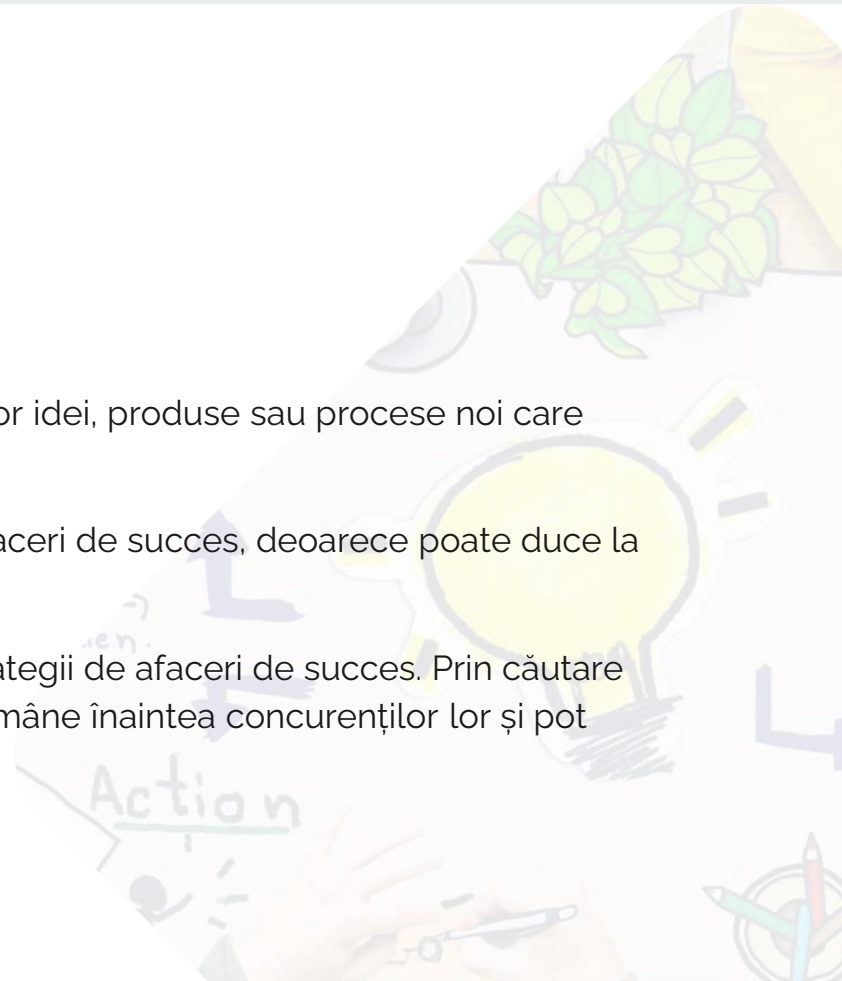 or idei, produse sau procese noi care
aceri de succes, deoarece poate duce la
ategii de afaceri de succes. Prin căutare
mâne înaintea concurenților lor și pot
Action